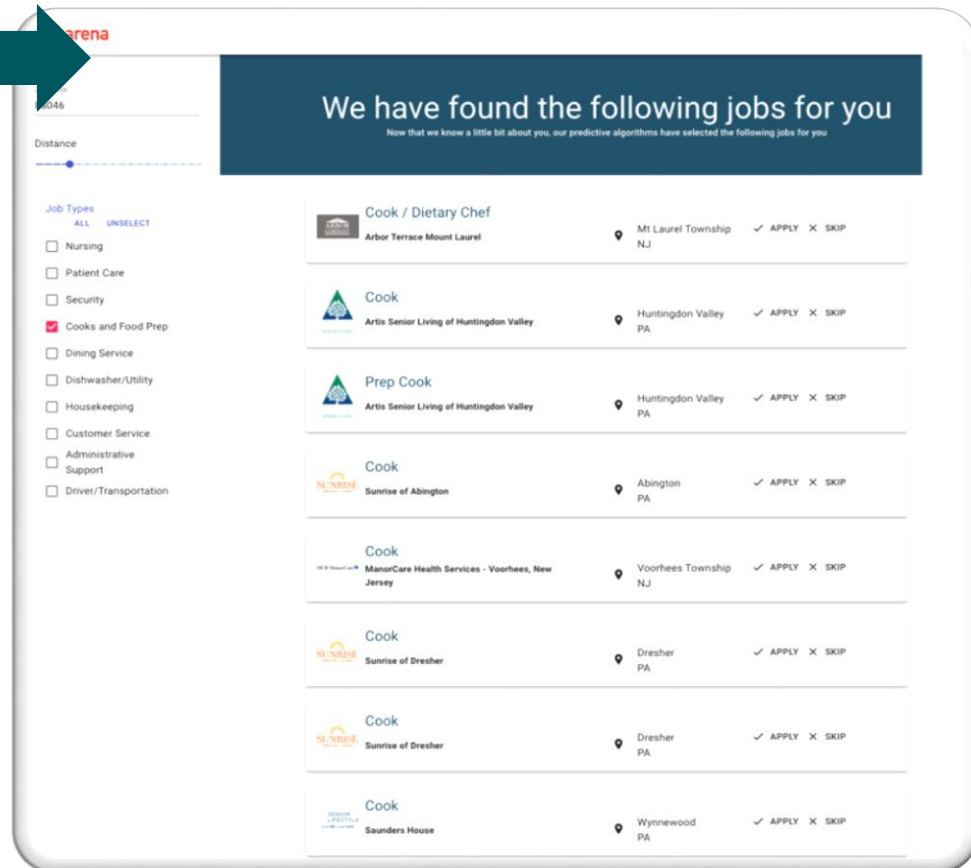 arena
We have found the following jobs for you
Now that we know a little bit about you, our predictive algorithms have selected the following jobs for you
Distance
Job Types
ALL UNSELECT
Nursing
Patient Care
Security
Cooks and Food Prep
Dining Service
Dishwasher/Utility
Housekeeping
Customer Service
Administrative
Support
Driver/Transportation
Cook / Dietary Chef
Arbor Terrace Mount Laurel
Mt Laurel Township
NJ
APPLY SKIP
Cook
Artis Senior Living of Huntingdon Valley
Huntingdon Valley
PA
APPLY SKIP
Prep Cook
Artis Senior Living of Huntingdon Valley
Huntingdon Valley
PA
APPLY SKIP
SUNRISE
Cook
Sunrise of Abington
Abington
PA
APPLY SKIP
Cook
ManorCare Health Services - Voorhees, New
Jersey
Voorhees Township
NJ
APPLY SKIP
SUNRISE
Cook
Sunrise of Dresher
Dresher
PA
APPLY SKIP
SUNRISE
Cook
Sunrise of Dresher
Dresher
PA
APPLY SKIP
SENIOR
LIFESTYLE
Cook
Saunders House
Wynnewood
PA
APPLY SKIP